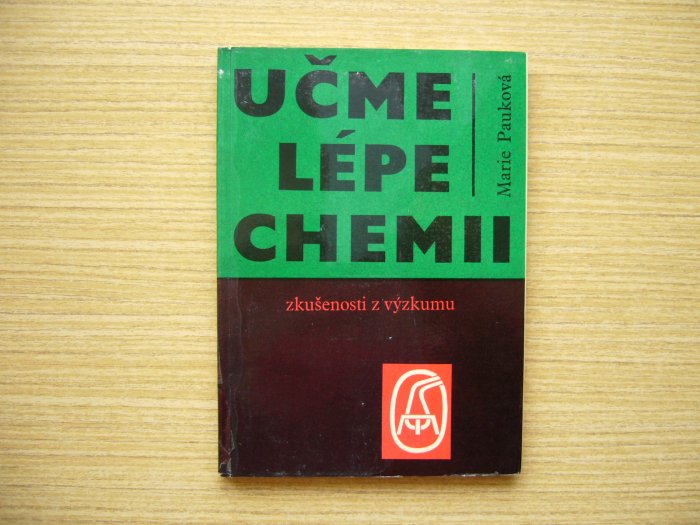 UČME
LÉPE
CHEMII
Marie Pauková
zkušenosti z výzkumu